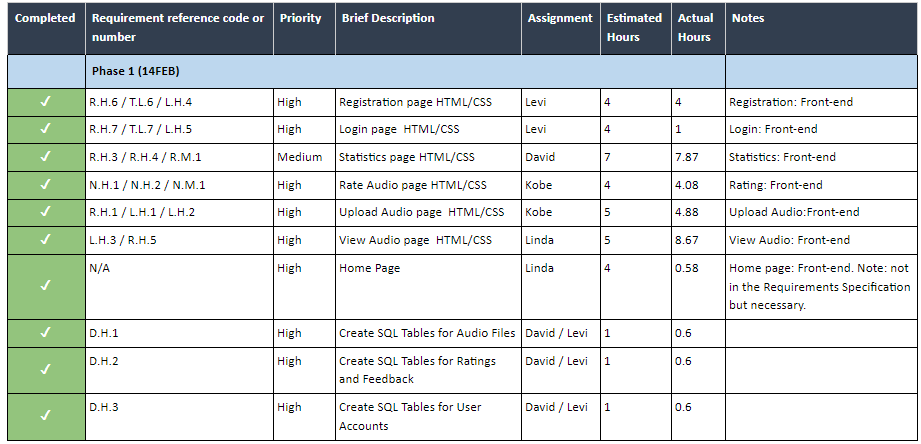 Completed Requirement reference code or number Priority Brief Description Assignment Estimated Hours Actual Hours Notes
Phase 1 (14FEB)
✓ R.H.6 / T.L.6 / L.H.4 High Registration page HTML/CSS Levi 4 4 Registration: Front-end
✓ R.H.7 / T.L.7 / L.H.5 High Login page HTML/CSS Levi 4 1 Login: Front-end
✓ R.H.3 / R.H.4 / R.M.1 Medium Statistics page HTML/CSS David 7 7.87 Statistics: Front-end
✓ N.H.1 / N.H.2 / N.M.1 High Rate Audio page HTML/CSS Kobe 4 4.08 Rating: Front-end
✓ R.H.1 / L.H.1 / L.H.2 High Upload Audio page HTML/CSS Kobe 5 4.88 Upload Audio:Front-end
✓ L.H.3 / R.H.5 High View Audio page HTML/CSS Linda 5 8.67 View Audio: Front-end
✓ N/A High Home Page Linda 4 0.58 Home page: Front-end. Note: not in the Requirements Specification but necessary.
✓ D.H.1 High Create SQL Tables for Audio Files David / Levi 1 0.6
✓ D.H.2 High Create SQL Tables for Ratings and Feedback David / Levi 1 0.6
✓ D.H.3 High Create SQL Tables for User Accounts David / Levi 1 0.6